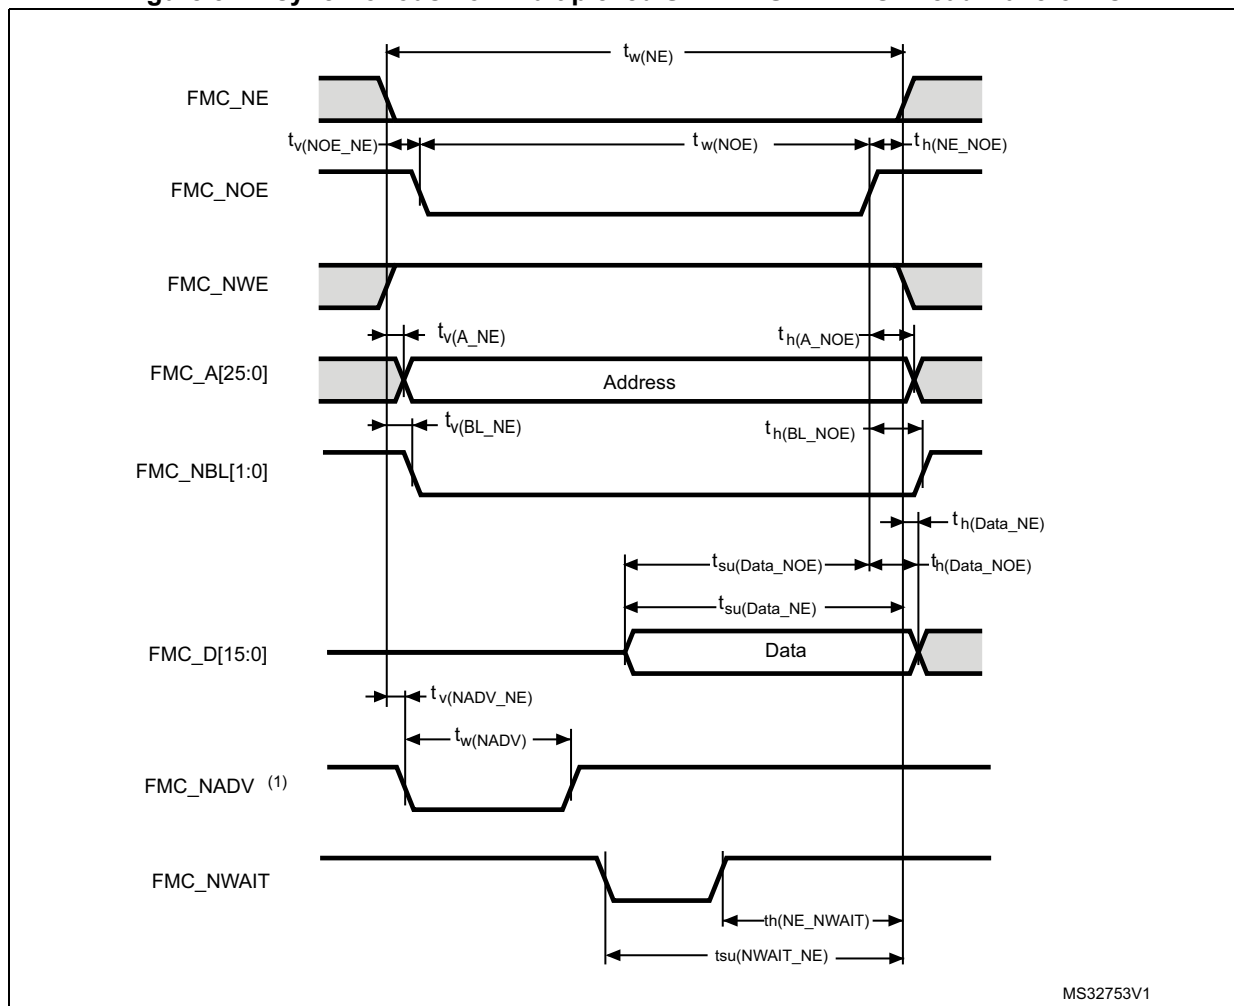 tw(NE)
FMC_NE
tv(NOE_NE)
tw(NOE)
th(NE_NOE)
FMC_NOE
FMC_NWE
tv(A_NE)
th(A_NOE)
FMC_A[25:0]
Address
tv(BL_NE)
th(BL_NOE)
FMC_NBL[1:0]
th(Data_NE)
tsu(Data_NOE)
th(Data_NOE)
tsu(Data_NE)
FMC_D[15:0]
Data
tv(NADV_NE)
tw(NADV)
FMC_NADV (1)
FMC_NWAIT
th(NE_NWAIT)
tsu(NWAIT_NE)
MS32753V1